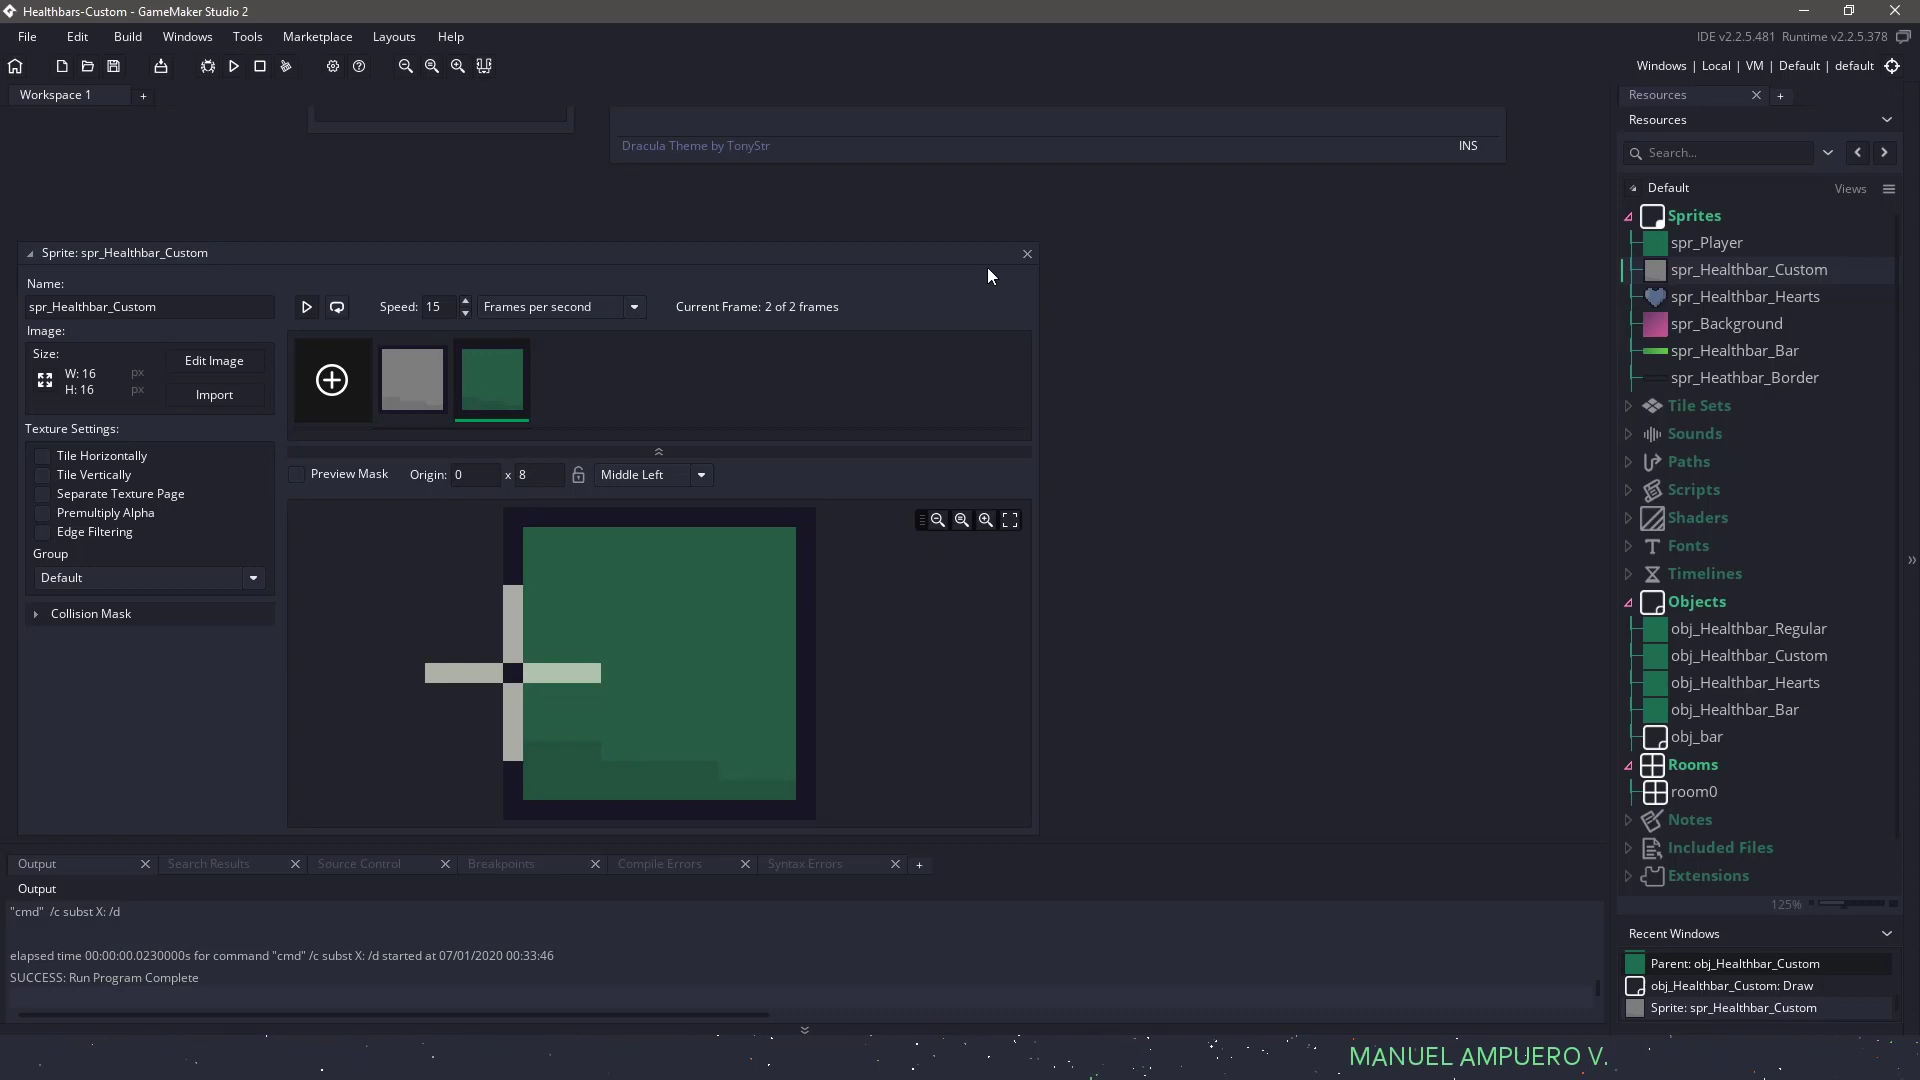 Healthbars-Custom - GameMaker Studio 2
File Edit Build Windows Tools Marketplace Layouts Help
IDE v2.2.5.481 Runtime v2.2.5.378
Windows | Local | VM | Default | default
Workspace 1 +
Resources
Resources
Dracula Theme by TonyStr INS
Search...
Default Views
Sprites
spr_Player
spr_Healthbar_Custom
spr_Healthbar_Hearts
spr_Background
spr_Healthbar_Bar
spr_Heathbar_Border
Tile Sets
Sounds
Paths
Scripts
Shaders
Fonts
Timelines
Objects
obj_Healthbar_Regular
obj_Healthbar_Custom
obj_Healthbar_Hearts
obj_Healthbar_Bar
obj_bar
Rooms
room0
Notes
Included Files
Extensions
125%
Recent Windows
Parent: obj_Healthbar_Custom
obj_Healthbar_Custom: Draw
Sprite: spr_Healthbar_Custom
Sprite: spr_Healthbar_Custom
Name:
spr_Healthbar_Custom
Speed: 15 Frames per second Current Frame: 2 of 2 frames
Image:
Size:
W: 16 px
H: 16 px
Edit Image
Import
Texture Settings:
Tile Horizontally
Tile Vertically
Separate Texture Page
Premultiply Alpha
Edge Filtering
Group
Default
Collision Mask
Preview Mask Origin: 0 x 8 Middle Left
Output Search Results Source Control Breakpoints Compile Errors Syntax Errors +
Output
"cmd" /c subst X: /d
elapsed time 00:00:00.0230000s for command "cmd" /c subst X: /d started at 07/01/2020 00:33:46
SUCCESS: Run Program Complete
MANUEL AMPUERO V.